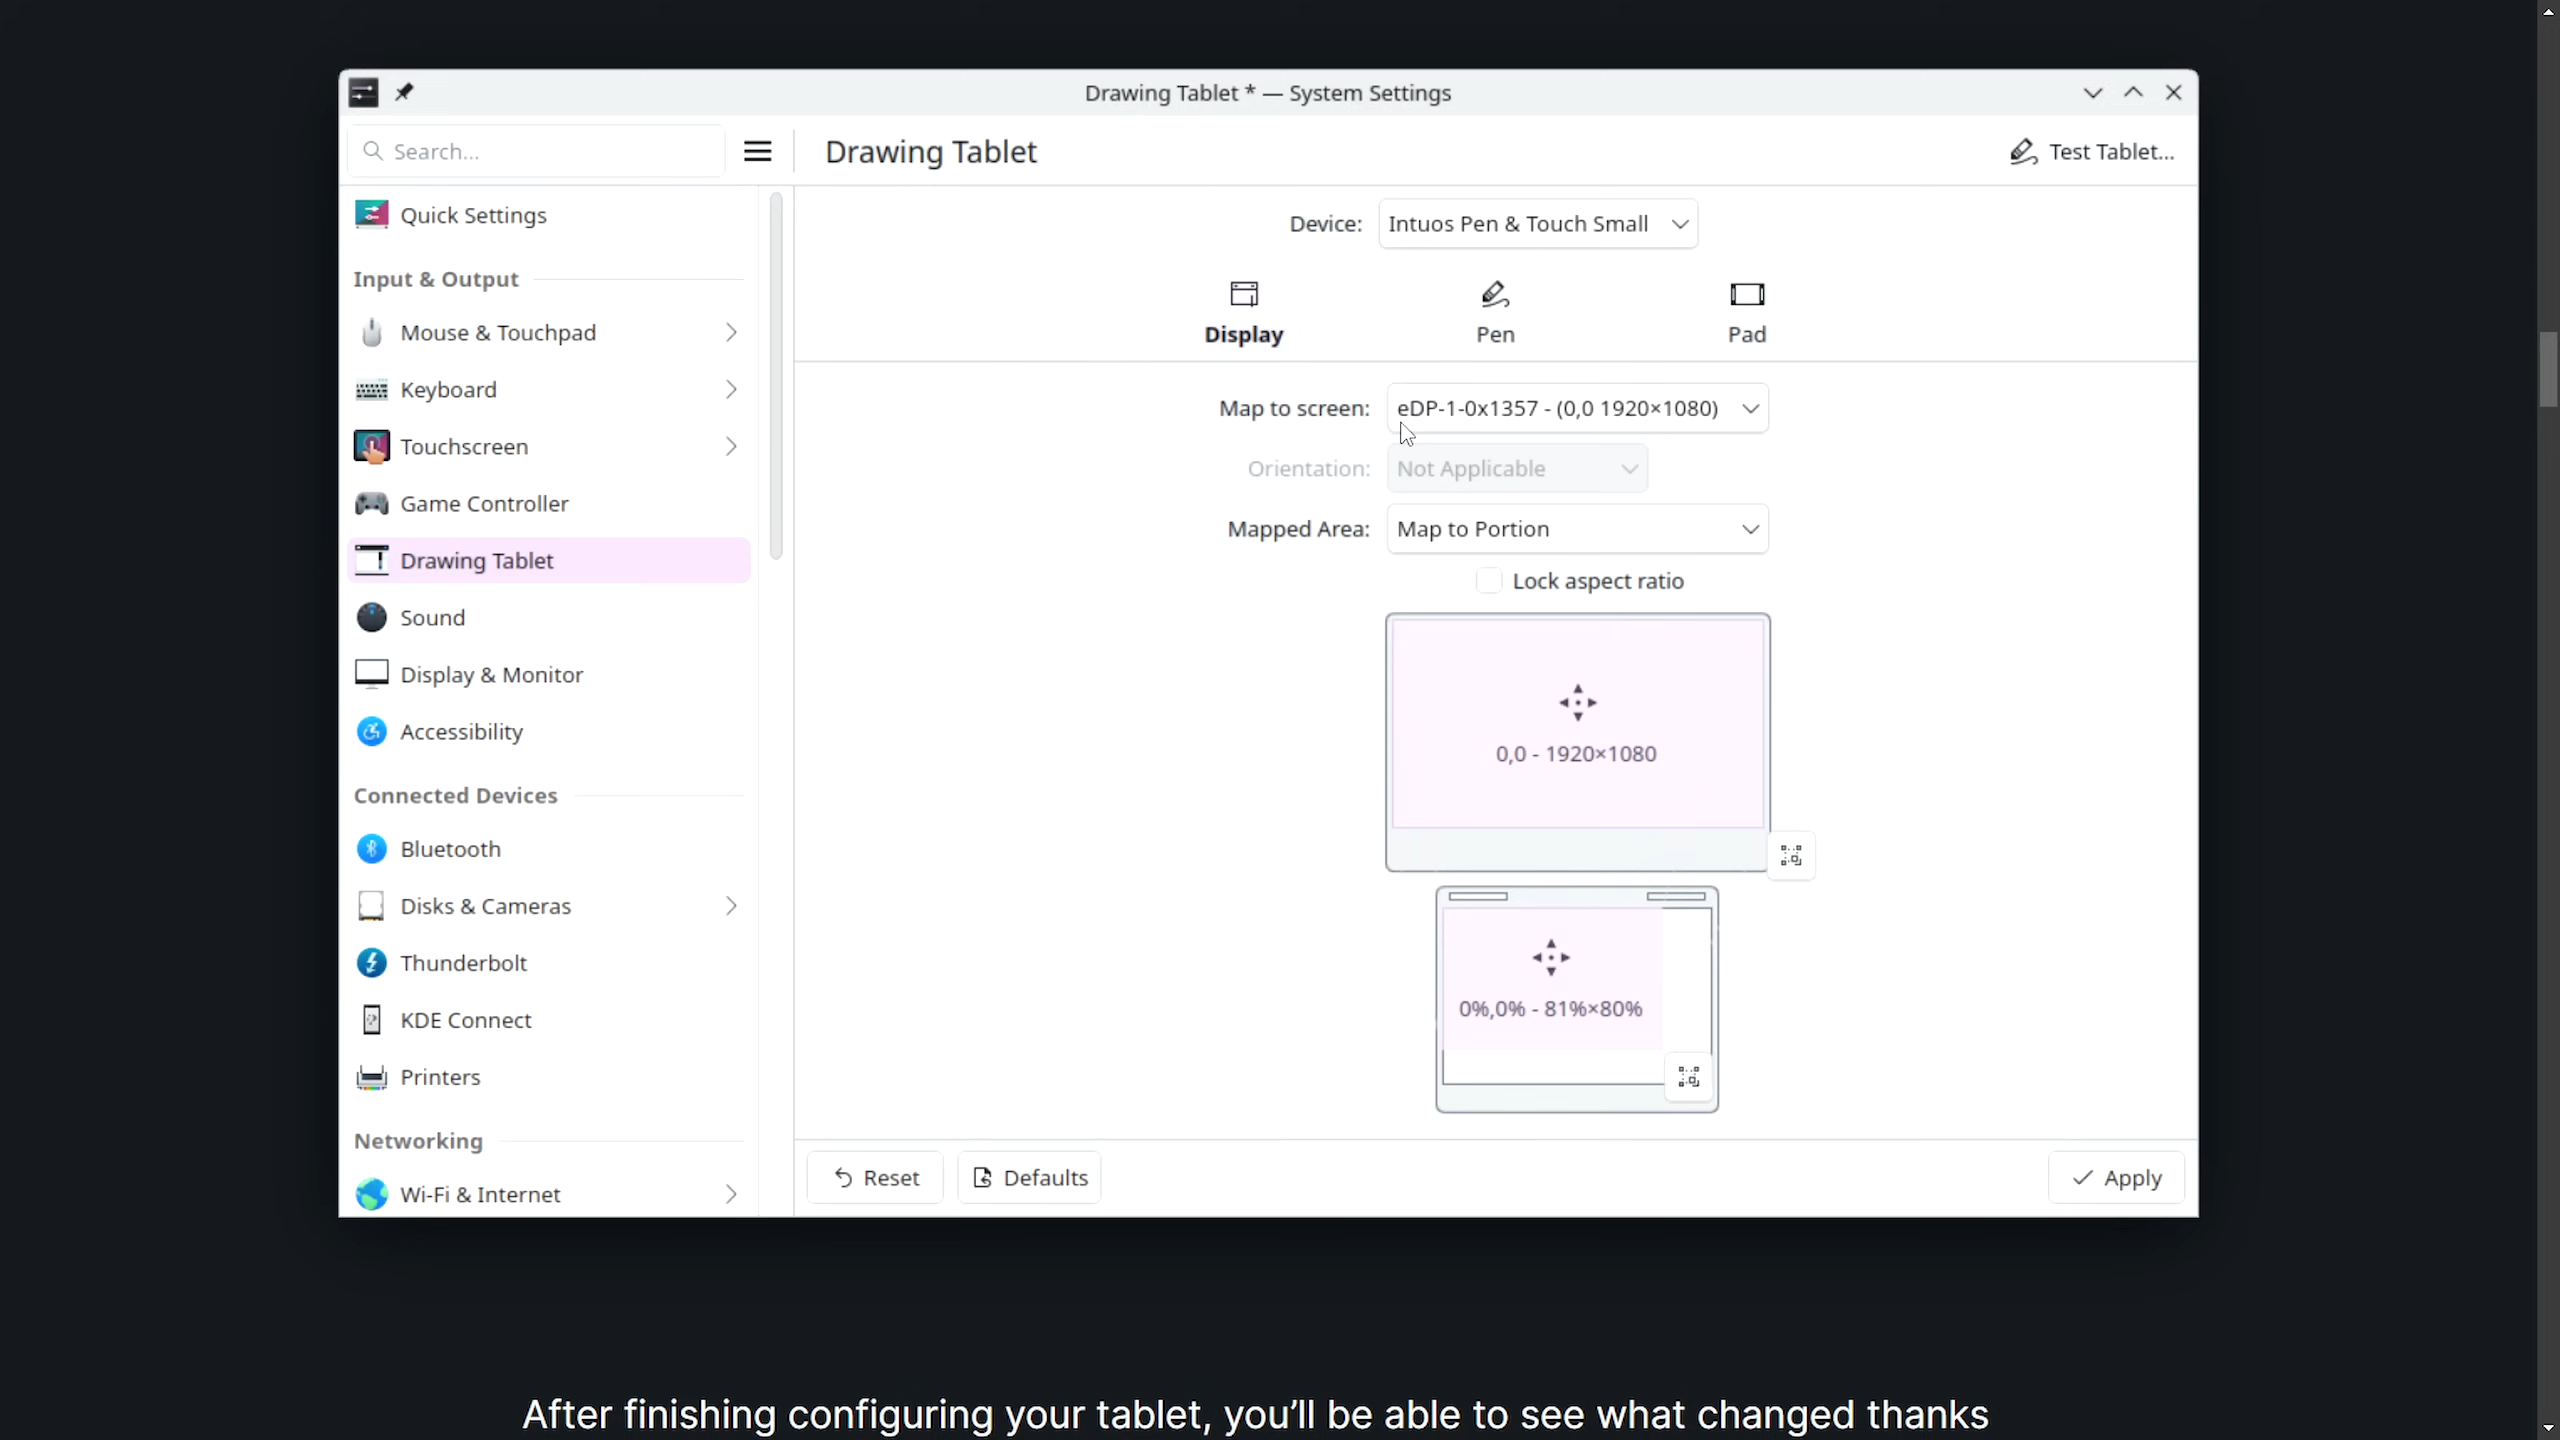 Drawing Tablet * — System Settings
Search...
Drawing Tablet
Test Tablet...
Quick Settings
Input & Output
Mouse & Touchpad
Keyboard
Touchscreen
Game Controller
Drawing Tablet
Sound
Display & Monitor
Accessibility
Connected Devices
Bluetooth
Disks & Cameras
Thunderbolt
KDE Connect
Printers
Networking
Wi-Fi & Internet
Device: Intuos Pen & Touch Small
Display Pen Pad
Map to screen: eDP-1-0x1357 - (0,0 1920×1080)
Orientation: Not Applicable
Mapped Area: Map to Portion
Lock aspect ratio
0,0 - 1920×1080
0%,0% - 81%×80%
Reset Defaults Apply
After finishing configuring your tablet, you’ll be able to see what changed thanks